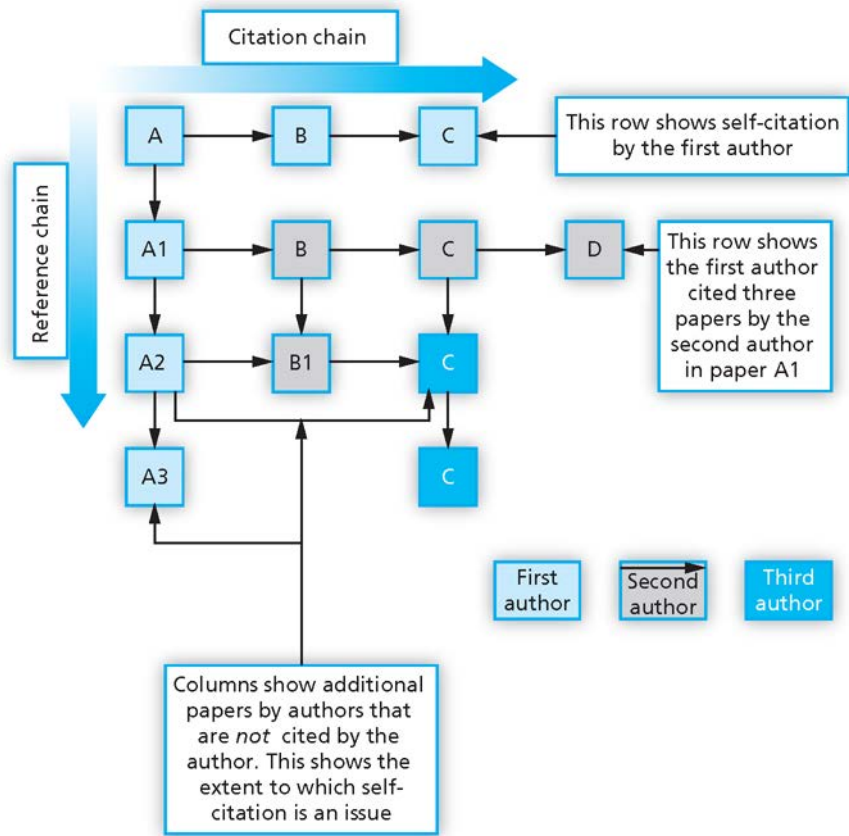 Citation chain
Reference chain
A
B
C
This row shows self-citation
by the first author
A1
B
C
D
This row shows
the first author
cited three
papers by the
second author
in paper A1
A2
B1
C
A3
C
First
author
Second
author
Third
author
Columns show additional
papers by authors that
are not cited by the
author. This shows the
extent to which self-
citation is an issue